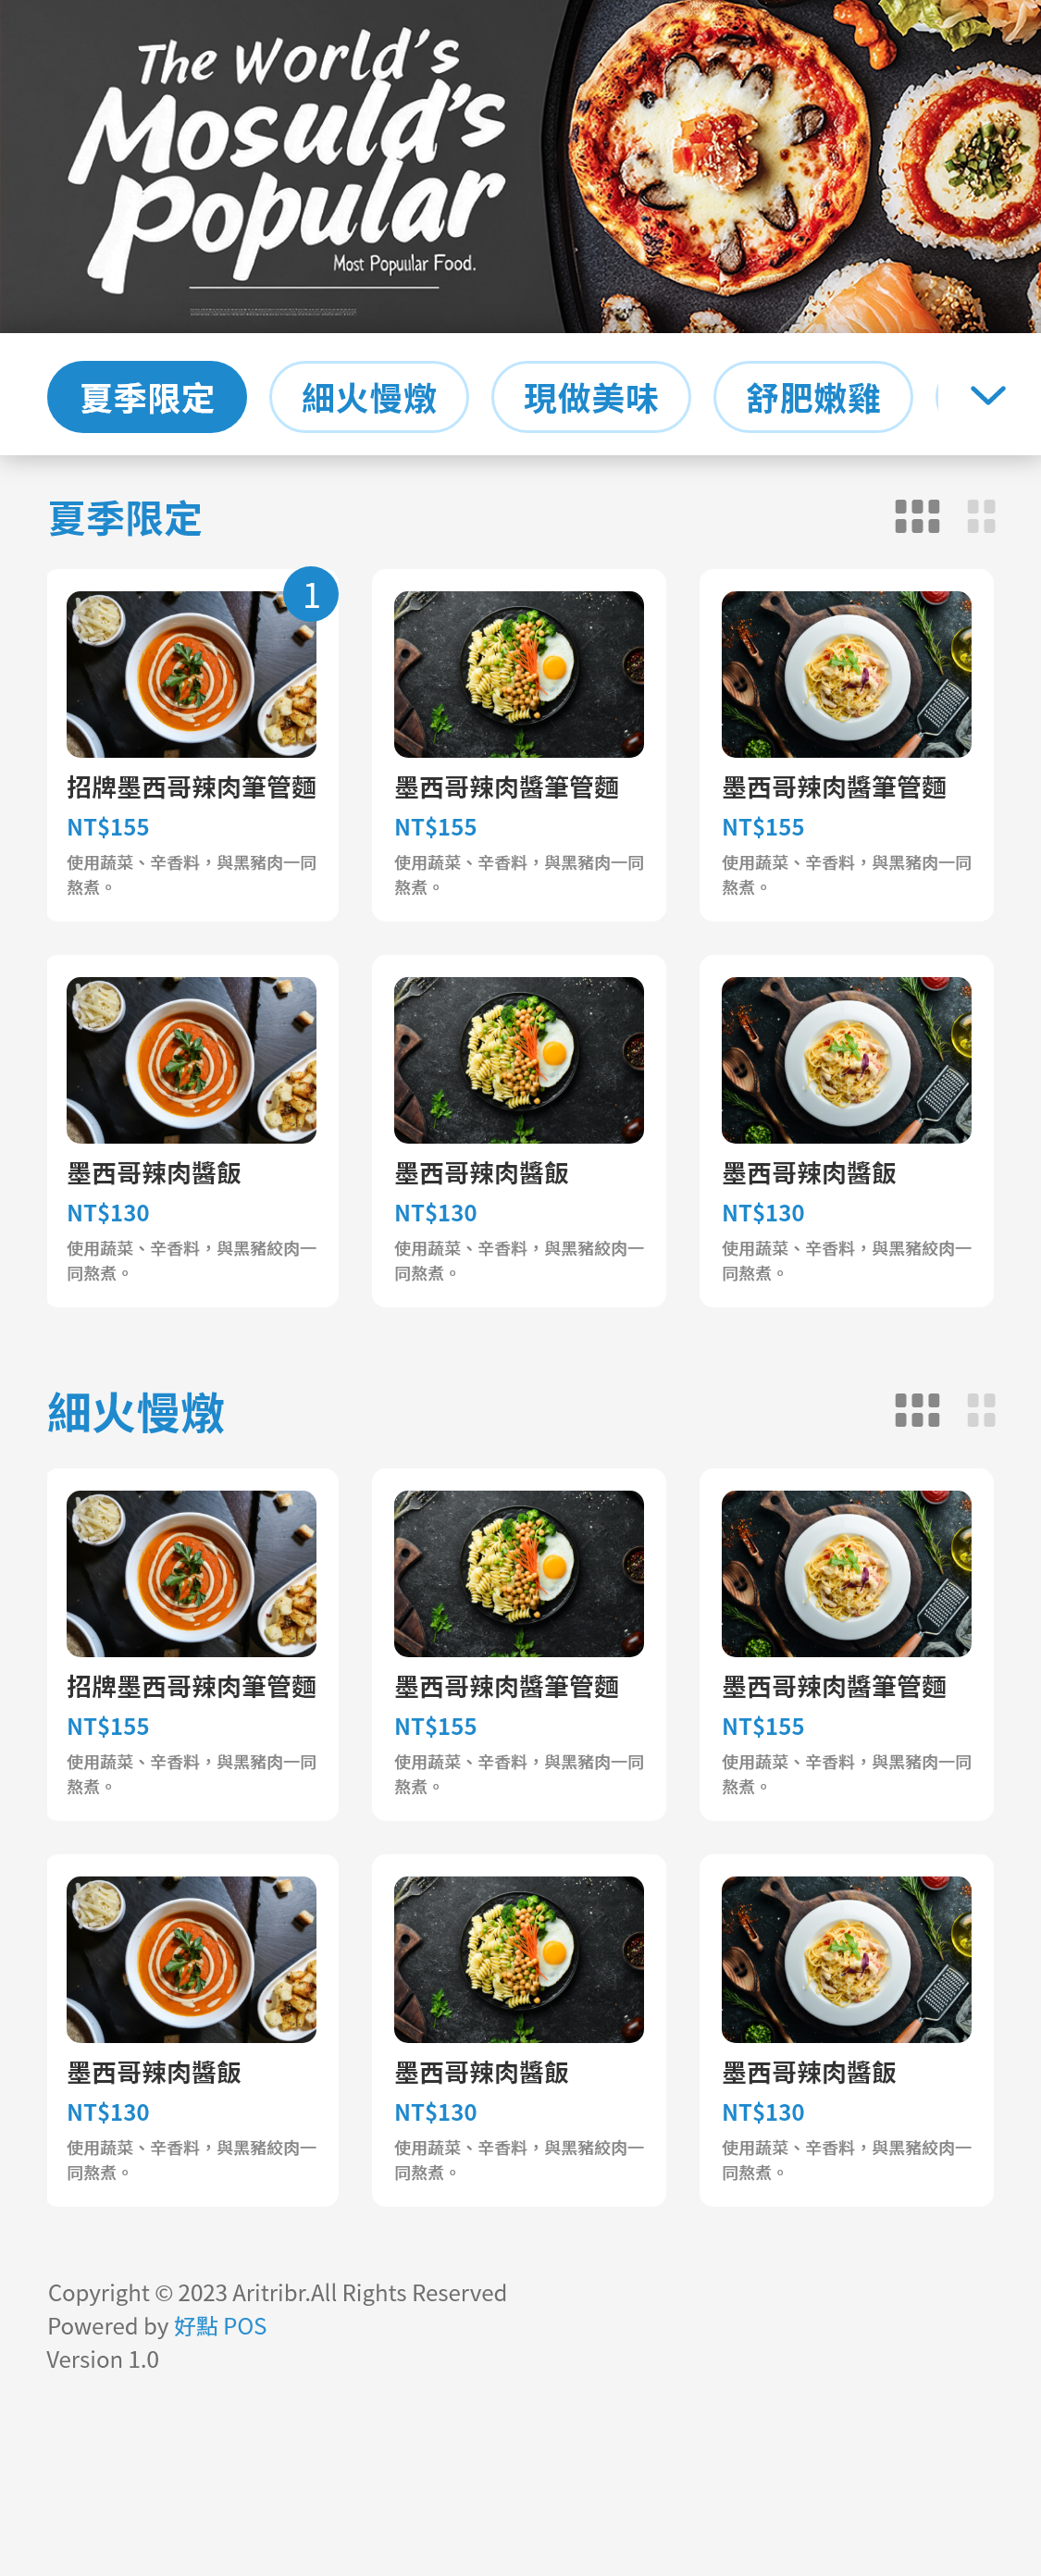 The World's
Mosuld's
Popular
Most Popuular Food.
夏季限定
細火慢燉
現做美味
舒肥嫩雞
夏季限定
1
招牌墨西哥辣肉筆管麵
NT$155
使用蔬菜、辛香料，與黑豬肉一同
熬煮。
墨西哥辣肉醬筆管麵
NT$155
使用蔬菜、辛香料，與黑豬肉一同
熬煮。
墨西哥辣肉醬筆管麵
NT$155
使用蔬菜、辛香料，與黑豬肉一同
熬煮。
墨西哥辣肉醬飯
NT$130
使用蔬菜、辛香料，與黑豬絞肉一
同熬煮。
墨西哥辣肉醬飯
NT$130
使用蔬菜、辛香料，與黑豬絞肉一
同熬煮。
墨西哥辣肉醬飯
NT$130
使用蔬菜、辛香料，與黑豬絞肉一
同熬煮。
細火慢燉
招牌墨西哥辣肉筆管麵
NT$155
使用蔬菜、辛香料，與黑豬肉一同
熬煮。
墨西哥辣肉醬筆管麵
NT$155
使用蔬菜、辛香料，與黑豬肉一同
熬煮。
墨西哥辣肉醬筆管麵
NT$155
使用蔬菜、辛香料，與黑豬肉一同
熬煮。
墨西哥辣肉醬飯
NT$130
使用蔬菜、辛香料，與黑豬絞肉一
同熬煮。
墨西哥辣肉醬飯
NT$130
使用蔬菜、辛香料，與黑豬絞肉一
同熬煮。
墨西哥辣肉醬飯
NT$130
使用蔬菜、辛香料，與黑豬絞肉一
同熬煮。
Copyright © 2023 Aritribr.All Rights Reserved
Powered by 好點 POS
Version 1.0